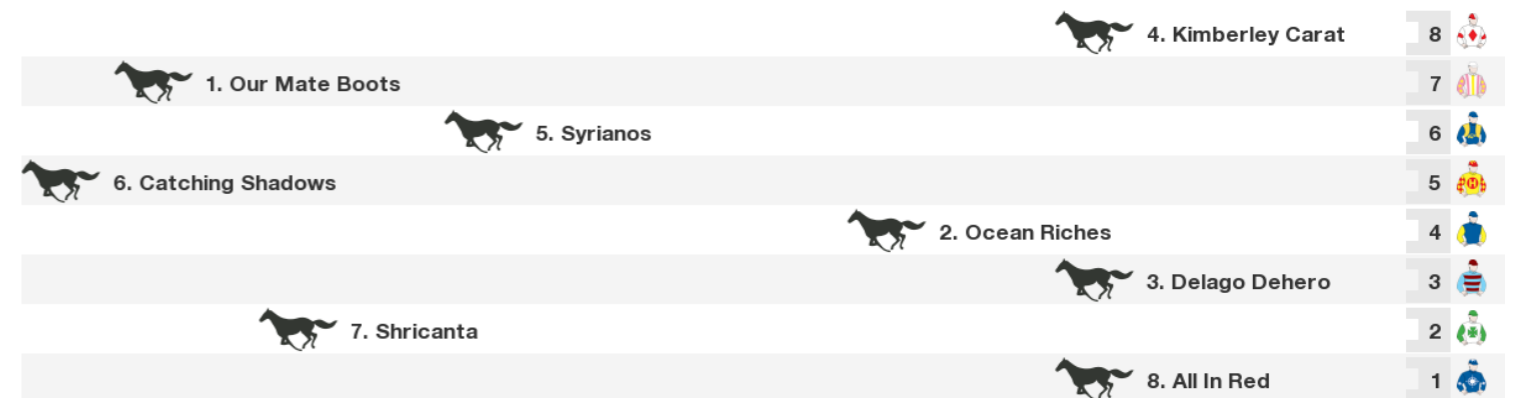 4. Kimberley Carat 8
1. Our Mate Boots 7
5. Syrianos 6
6. Catching Shadows 5
H
2. Ocean Riches 4
3. Delago Dehero 3
7. Shricanta 2
8. All In Red 1